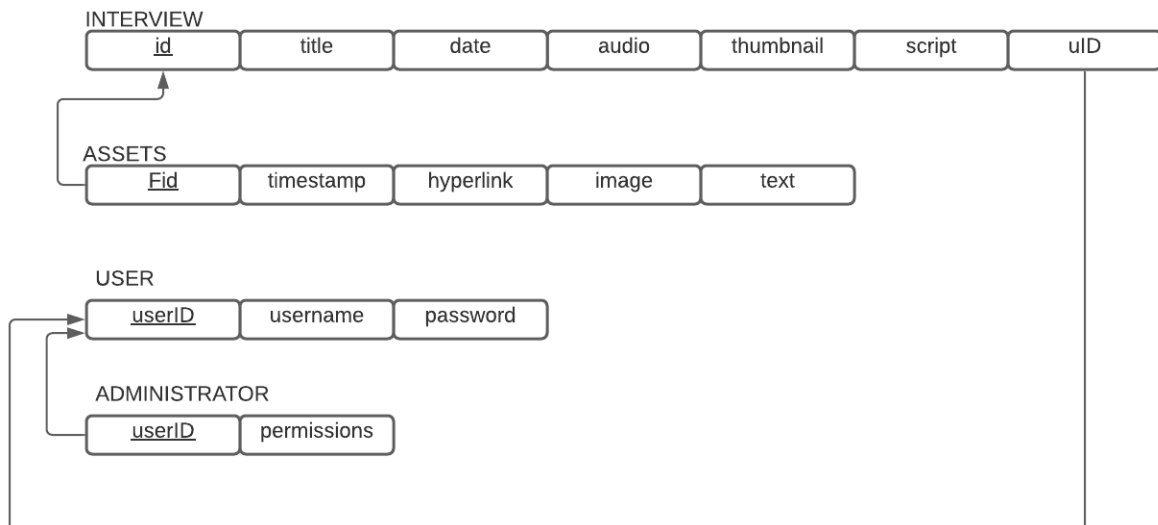 INTERVIEW
id title date audio thumbnail script uID
ASSETS
Fid timestamp hyperlink image text
USER
userID username password
ADMINISTRATOR
userID permissions